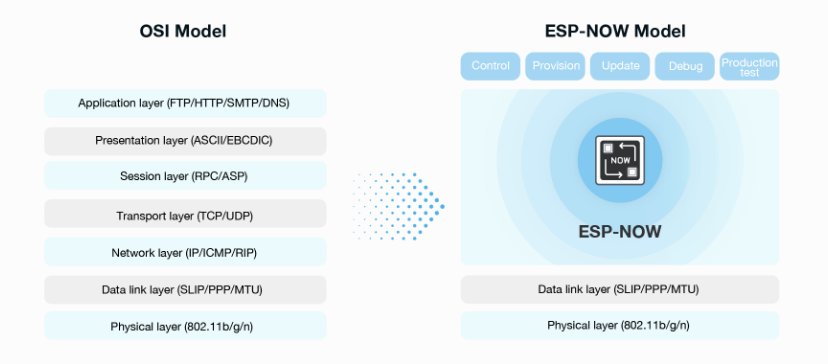 OSI Model
Application layer (FTP/HTTP/SMTP/DNS)
Presentation layer (ASCII/EBCDIC)
Session layer (RPC/ASP)
Transport layer (TCP/UDP)
Network layer (IP/ICMP/RIP)
Data link layer (SLIP/PPP/MTU)
Physical layer (802.11b/g/n)
ESP-NOW Model
Control
Provision
Update
Debug
Production
test
NOW
ESP-NOW
Data link layer (SLIP/PPP/MTU)
Physical layer (802.11b/g/n)